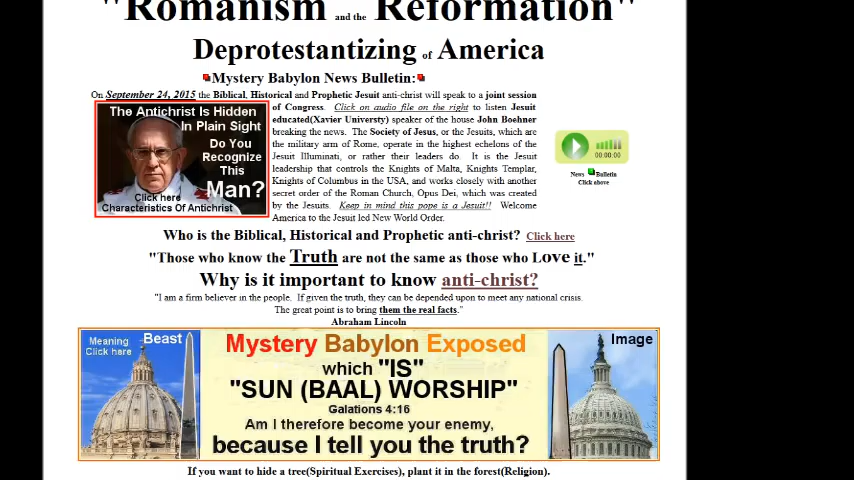 "Romanism and the Reformation"
Deprotestantizing of America
Mystery Babylon News Bulletin:
On September 24, 2015 the Biblical, Historical and Prophetic Jesuit anti-christ will speak to a joint session
of Congress. Click on audio file on the right to listen Jesuit
educated(Xavier Universty) speaker of the house John Boehner
breaking the news. The Society of Jesus, or the Jesuits, which are
the military arm of Rome, operate in the highest echelons of the
Jesuit Illuminati, or rather their leaders do. It is the Jesuit
leadership that controls the Knights of Malta, Knights Templar,
Knights of Columbus in the USA, and works closely with another
secret order of the Roman Church, Opus Dei, which was created
by the Jesuits. Keep in mind this pope is a Jesuit!! Welcome
America to the Jesuit led New World Order.
The Antichrist Is Hidden
In Plain Sight
Do You
Recognize
This
Man?
Click here
Characteristics Of Antichrist
00:00:00
News Bulletin
Click above
Who is the Biblical, Historical and Prophetic anti-christ? Click here
"Those who know the Truth are not the same as those who Love it."
Why is it important to know anti-christ?
"I am a firm believer in the people. If given the truth, they can be depended upon to meet any national crisis.
The great point is to bring them the real facts."
Abraham Lincoln
Meaning
Click here
Beast
Mystery Babylon Exposed
which "IS"
"SUN (BAAL) WORSHIP"
Galations 4:16
Am I therefore become your enemy,
because I tell you the truth?
Image
If you want to hide a tree(Spiritual Exercises), plant it in the forest(Religion).